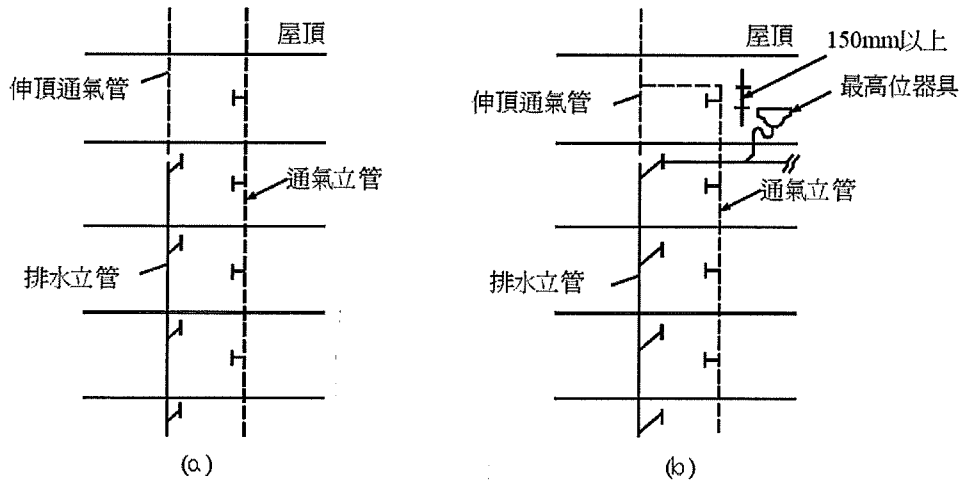 屋頂
伸頂通氣管
通氣立管
排水立管
(a)
屋頂
150mm以上
伸頂通氣管
最高位器具
通氣立管
排水立管
(b)